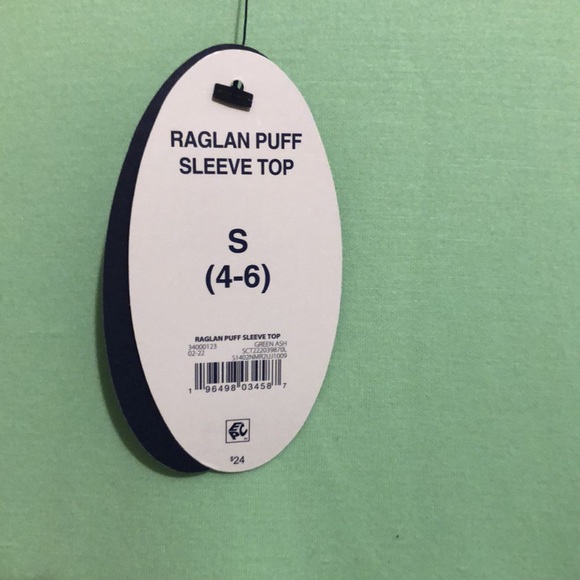 RAGLAN PUFF
SLEEVE TOP
S
(4-6)
RAGLAN PUFF SLEEVE TOP
34000123 GREEN ASH
02-22
1 96498 03458 7
EPC
$24